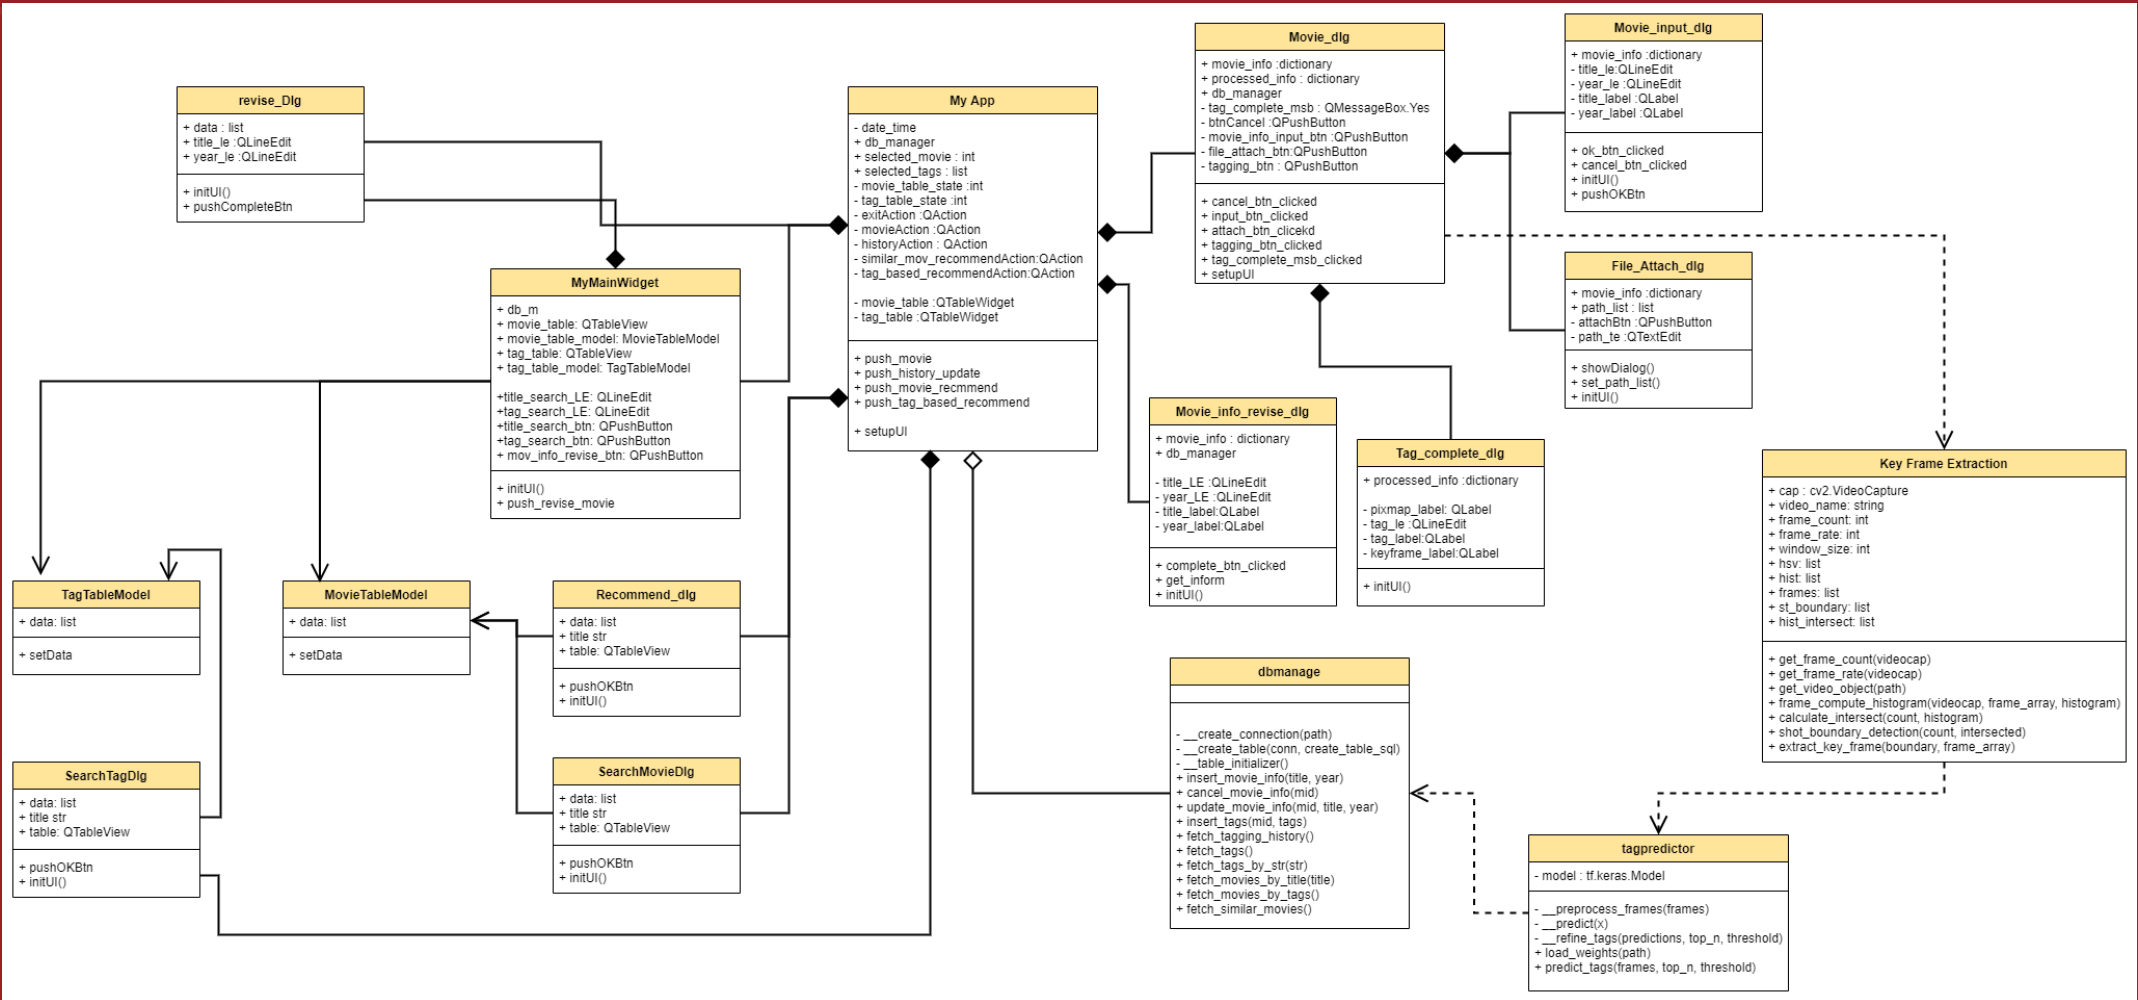 revise_Dlg
+ data : list
+ title_le :QLineEdit
+ year_le :QLineEdit
+ initUI()
+ pushCompleteBtn
MyMainWidget
+ db_m
+ movie_table: QTableView
+ movie_table_model: MovieTableModel
+ tag_table: QTableView
+ tag_table_model: TagTableModel
+title_search_LE: QLineEdit
+tag_search_LE: QLineEdit
+title_search_btn: QPushButton
+tag_search_btn: QPushButton
+ mov_info_revise_btn: QPushButton
+ initUI()
+ push_revise_movie
My App
- date_time
+ db_manager
+ selected_movie : int
+ selected_tags : list
- movie_table_state :int
- tag_table_state :int
- exitAction :QAction
- movieAction :QAction
- historyAction : QAction
- similar_mov_recommendAction:QAction
- tag_based_recommendAction:QAction
- movie_table :QTableWidget
- tag_table :QTableWidget
+ push_movie
+ push_history_update
+ push_movie_recmmend
+ push_tag_based_recommend
+ setupUI
Movie_dlg
+ movie_info :dictionary
+ processed_info : dictionary
+ db_manager
- tag_complete_msb : QMessageBox.Yes
- btnCancel :QPushButton
- movie_info_input_btn :QPushButton
- file_attach_btn:QPushButton
- tagging_btn : QPushButton
+ cancel_btn_clicked
+ input_btn_clicked
+ attach_btn_clicekd
+ tagging_btn_clicked
+ tag_complete_msb_clicked
+ setupUI
Movie_input_dlg
+ movie_info :dictionary
- title_le:QLineEdit
- year_le :QLineEdit
- title_label :QLabel
- year_label :QLabel
+ ok_btn_clicked
+ cancel_btn_clicked
+ initUI()
+ pushOKBtn
File_Attach_dlg
+ movie_info :dictionary
+ path_list : list
- attachBtn :QPushButton
- path_te :QTextEdit
+ showDialog()
+ set_path_list()
+ initUI()
Movie_info_revise_dlg
+ movie_info : dictionary
+ db_manager
- title_LE :QLineEdit
- year_LE :QLineEdit
- title_label:QLabel
- year_label:QLabel
+ complete_btn_clicked
+ get_inform
+ initUI()
Tag_complete_dlg
+ processed_info :dictionary
- pixmap_label: QLabel
- tag_le :QLineEdit
- tag_label:QLabel
- keyframe_label:QLabel
+ initUI()
Key Frame Extraction
+ cap : cv2.VideoCapture
+ video_name: string
+ frame_count: int
+ frame_rate: int
+ window_size: int
+ hsv: list
+ hist: list
+ frames: list
+ st_boundary: list
+ hist_intersect: list
+ get_frame_count(videocap)
+ get_frame_rate(videocap)
+ get_video_object(path)
+ frame_compute_histogram(videocap, frame_array, histogram)
+ calculate_intersect(count, histogram)
+ shot_boundary_detection(count, intersected)
+ extract_key_frame(boundary, frame_array)
TagTableModel
+ data: list
+ setData
MovieTableModel
+ data: list
+ setData
Recommend_dlg
+ data: list
+ title str
+ table: QTableView
+ pushOKBtn
+ initUI()
SearchTagDlg
+ data: list
+ title str
+ table: QTableView
+ pushOKBtn
+ initUI()
SearchMovieDlg
+ data: list
+ title str
+ table: QTableView
+ pushOKBtn
+ initUI()
dbmanage
- __create_connection(path)
- __create_table(conn, create_table_sql)
- __table_initializer()
+ insert_movie_info(title, year)
+ cancel_movie_info(mid)
+ update_movie_info(mid, title, year)
+ insert_tags(mid, tags)
+ fetch_tagging_history()
+ fetch_tags()
+ fetch_tags_by_str(str)
+ fetch_movies_by_title(title)
+ fetch_movies_by_tags()
+ fetch_similar_movies()
tagpredictor
- model : tf.keras.Model
- __preprocess_frames(frames)
- __predict(x)
- __refine_tags(predictions, top_n, threshold)
+ load_weights(path)
+ predict_tags(frames, top_n, threshold)